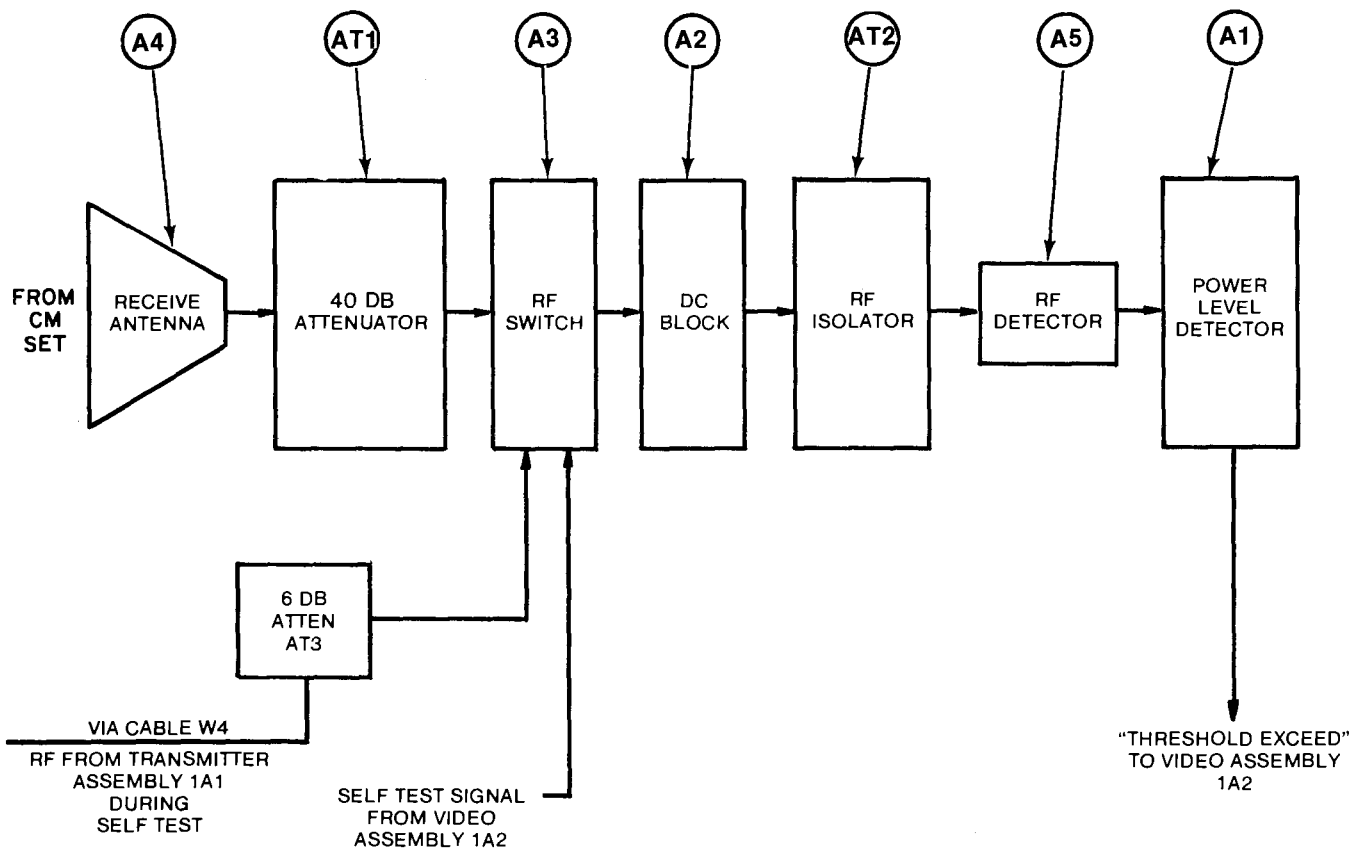 A4
AT1
A3
A2
AT2
A5
A1
FROM
CM
SET
RECEIVE
ANTENNA
40 DB
ATTENUATOR
RF
SWITCH
DC
BLOCK
RF
ISOLATOR
RF
DETECTOR
POWER
LEVEL
DETECTOR
6 DB
ATTEN
AT3
VIA CABLE W4
RF FROM TRANSMITTER
ASSEMBLY 1A1
DURING
SELF TEST
SELF TEST SIGNAL
FROM VIDEO
ASSEMBLY 1A2
“THRESHOLD EXCEED”
TO VIDEO ASSEMBLY
1A2